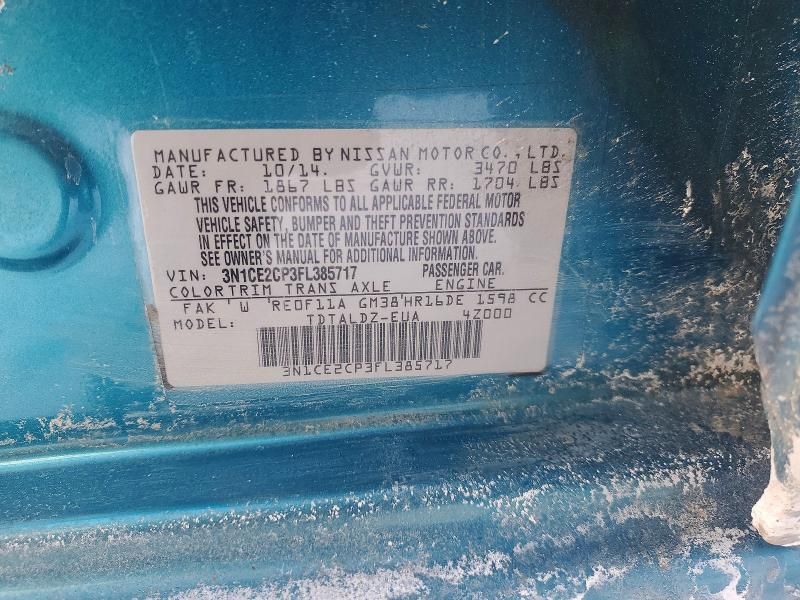 MANUFACTURED BY NISSAN MOTOR CO., LTD.
DATE: 10/14. GVWR: 3470 LBS
GAWR FR: 1867 LBS GAWR RR: 1704 LBS
THIS VEHICLE CONFORMS TO ALL APPLICABLE FEDERAL MOTOR
VEHICLE SAFETY, BUMPER AND THEFT PREVENTION STANDARDS
IN EFFECT ON THE DATE OF MANUFACTURE SHOWN ABOVE.
SEE OWNER'S MANUAL FOR ADDITIONAL INFORMATION.
VIN: 3N1CE2CP3FL385717 PASSENGER CAR.
COLORTRIM TRANS AXLE ENGINE
FAK ' W 'RE0F11A GM38'HR16DE 1598 CC
MODEL: TDTALDZ-EUA 4Z000
3N1CE2CP3FL385717